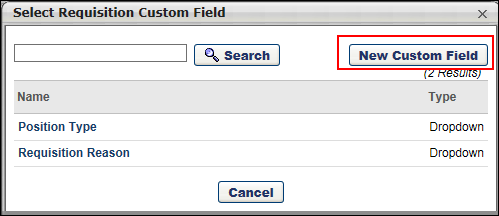 Select Requisition Custom Field
Search New Custom Field
(2 Results)
Name Type
Position Type Dropdown
Requisition Reason Dropdown
Cancel